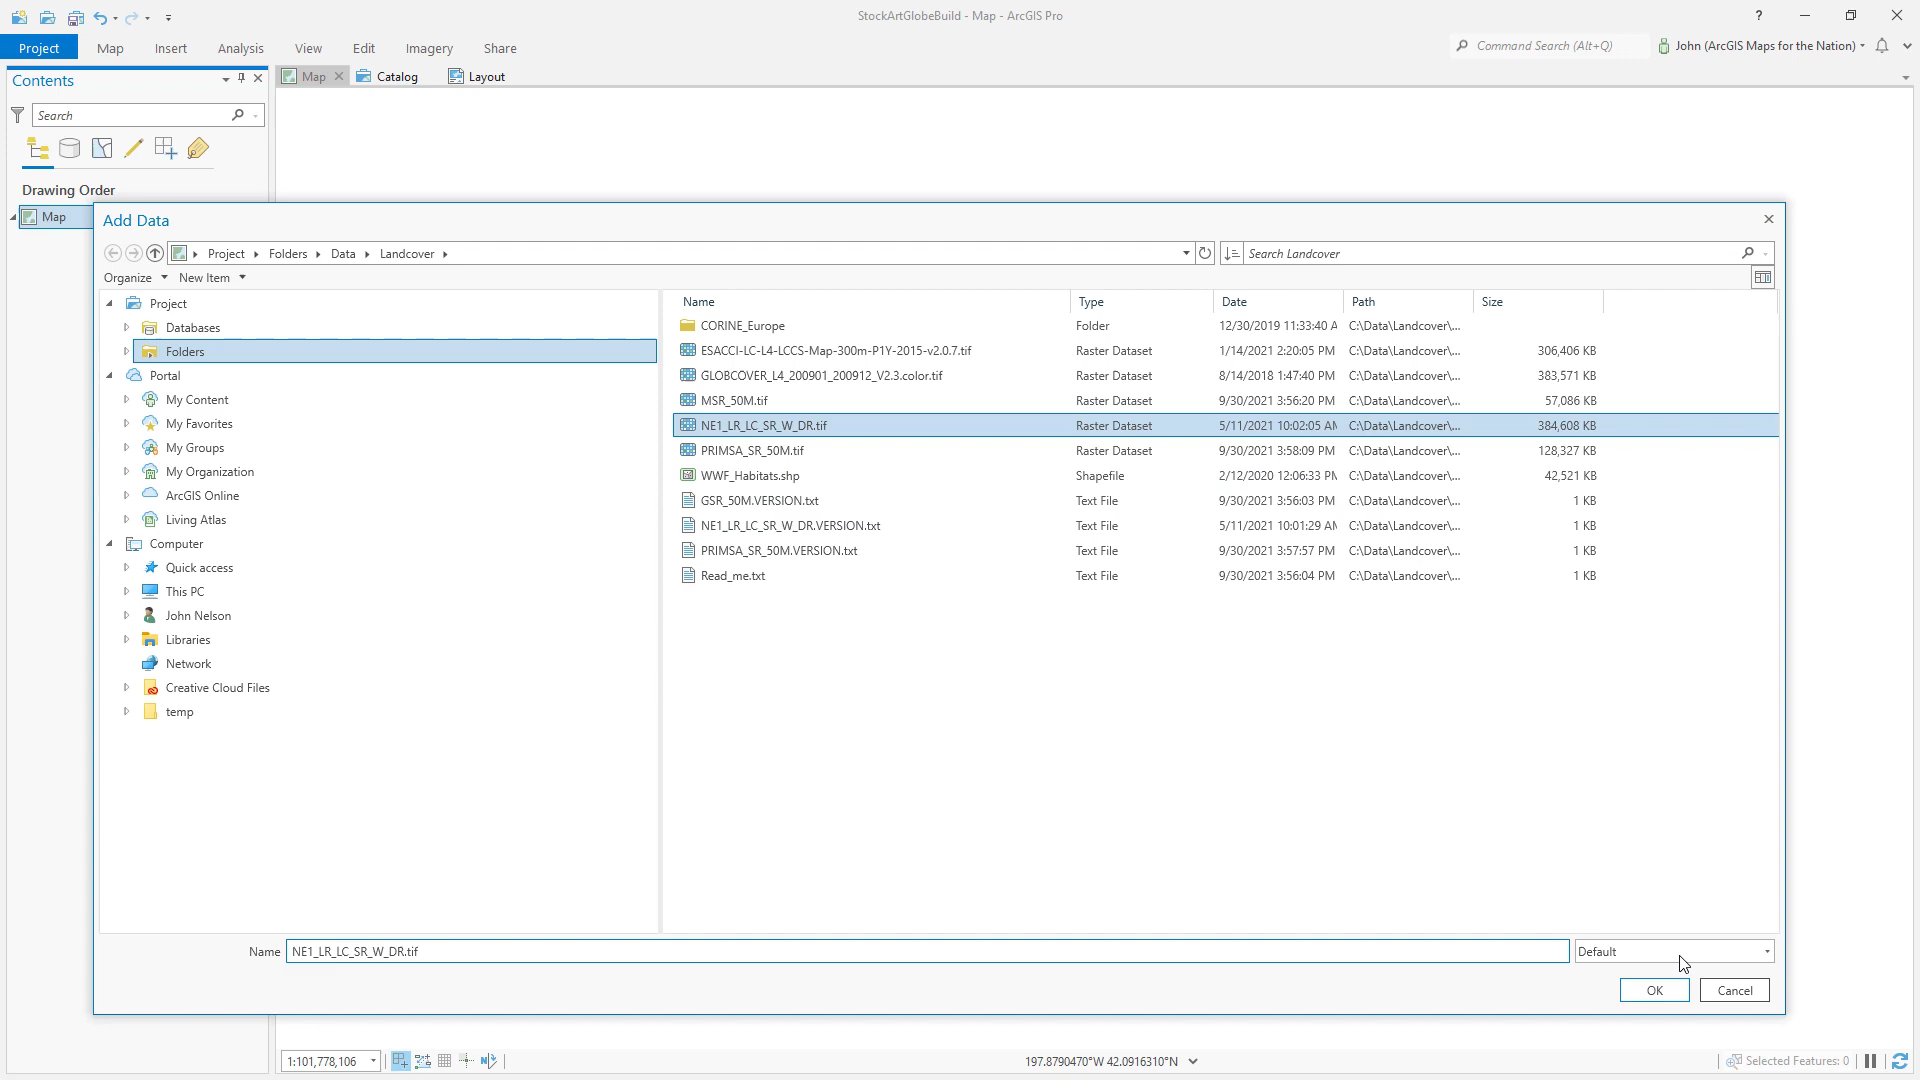 StockArtGlobeBuild - Map - ArcGIS Pro
?
Project Map Insert Analysis View Edit Imagery Share
Command Search (Alt+Q)
John (ArcGIS Maps for the Nation)
Contents
Map Catalog Layout
Search
Drawing Order
Map
Add Data
Project Folders Data Landcover
Search Landcover
Organize New Item
Project
Databases
Folders
Portal
My Content
My Favorites
My Groups
My Organization
ArcGIS Online
Living Atlas
Computer
Quick access
This PC
John Nelson
Libraries
Network
Creative Cloud Files
temp
Name Type Date Path Size
CORINE_Europe Folder 12/30/2019 11:33:40 A C:\Data\Landcover\...
ESACCI-LC-L4-LCCS-Map-300m-P1Y-2015-v2.0.7.tif Raster Dataset 1/14/2021 2:20:05 PM C:\Data\Landcover\... 306,406 KB
GLOBCOVER_L4_200901_200912_V2.3.color.tif Raster Dataset 8/14/2018 1:47:40 PM C:\Data\Landcover\... 383,571 KB
MSR_50M.tif Raster Dataset 9/30/2021 3:56:20 PM C:\Data\Landcover\... 57,086 KB
NE1_LR_LC_SR_W_DR.tif Raster Dataset 5/11/2021 10:02:05 AM C:\Data\Landcover\... 384,608 KB
PRIMSA_SR_50M.tif Raster Dataset 9/30/2021 3:58:09 PM C:\Data\Landcover\... 128,327 KB
WWF_Habitats.shp Shapefile 2/12/2020 12:06:33 PM C:\Data\Landcover\... 42,521 KB
GSR_50M.VERSION.txt Text File 9/30/2021 3:56:03 PM C:\Data\Landcover\... 1 KB
NE1_LR_LC_SR_W_DR.VERSION.txt Text File 5/11/2021 10:01:29 AM C:\Data\Landcover\... 1 KB
PRIMSA_SR_50M.VERSION.txt Text File 9/30/2021 3:57:57 PM C:\Data\Landcover\... 1 KB
Read_me.txt Text File 9/30/2021 3:56:04 PM C:\Data\Landcover\... 1 KB
Name NE1_LR_LC_SR_W_DR.tif Default
OK Cancel
1:101,778,106
197.8790470°W 42.0916310°N
Selected Features: 0